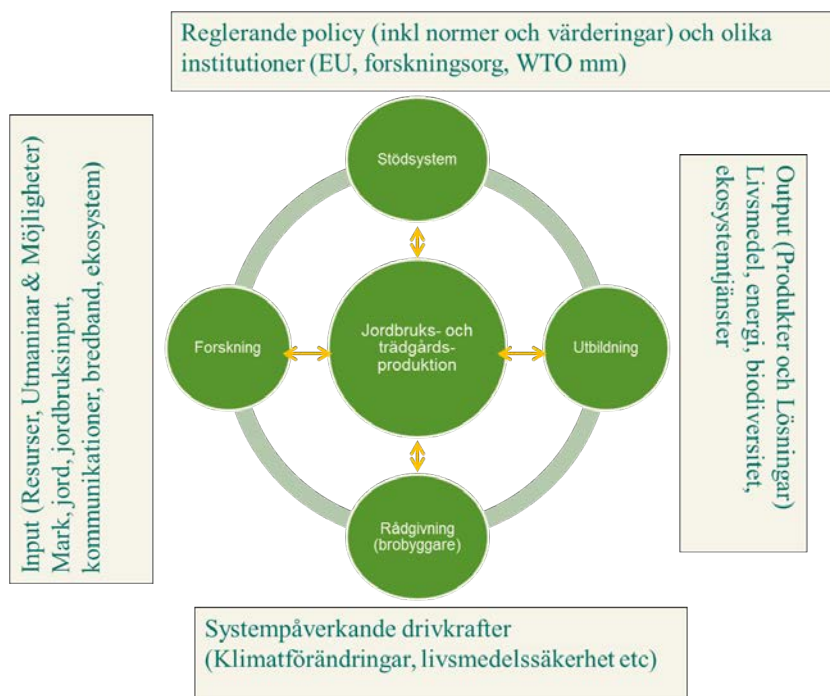 Reglerande policy (inkl normer och värderingar) och olika
institutioner (EU, forskningsorg, WTO mm)
Input (Resurser, Utmaninar & Möjligheter)
Mark, jord, jordbruksinput,
kommunikationer, bredband, ekosystem)
Stödsystem
Forskning
Jordbruks- och
trädgårds-
produktion
Utbildning
Rådgivning
(brobyggare)
Output (Produkter och Lösningar)
Livsmedel, energi, biodiversitet,
ekosystemtjänster
Systempåverkande drivkrafter
(Klimatförändringar, livsmedelssäkerhet etc)